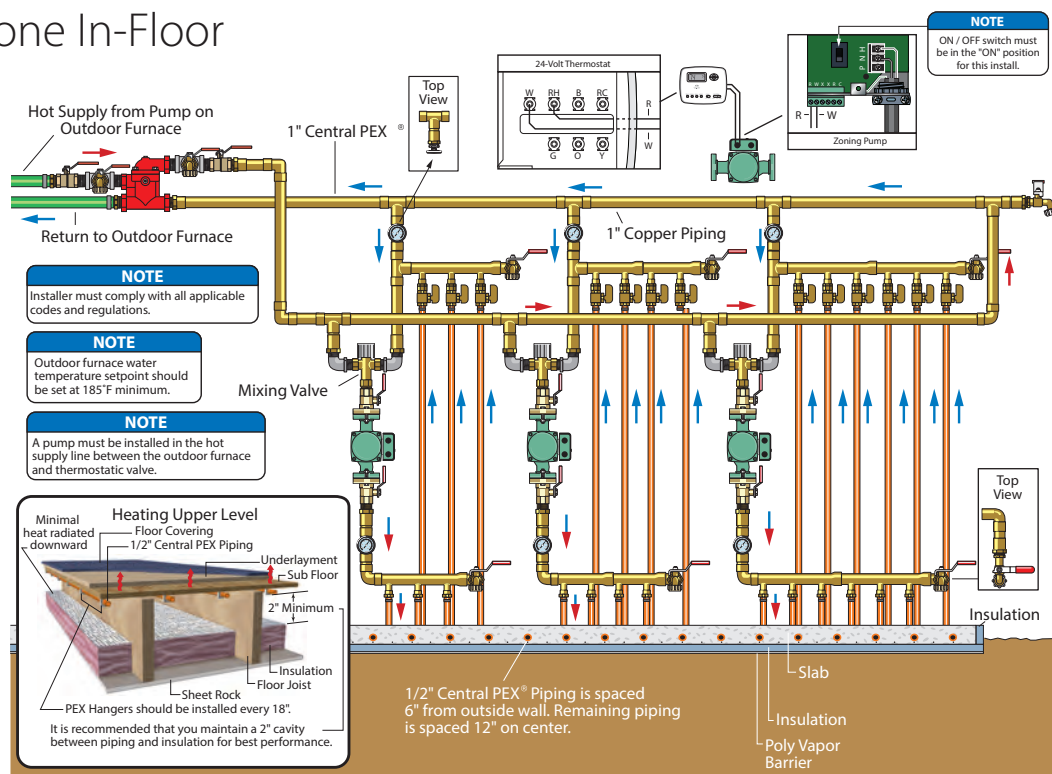 one In-Floor
Hot Supply from Pump on
Outdoor Furnace
1" Central PEX ®
Top
View
24-Volt Thermostat
W RH B RC
G O Y
R
W
P N H
R W X X R C
R W
Zoning Pump
NOTE
ON / OFF switch must
be in the "ON" position
for this install.
Return to Outdoor Furnace
1" Copper Piping
NOTE
Installer must comply with all applicable
codes and regulations.
NOTE
Outdoor furnace water
temperature setpoint should
be set at 185˚F minimum.
Mixing Valve
NOTE
A pump must be installed in the hot
supply line between the outdoor furnace
and thermostatic valve.
Top
View
Heating Upper Level
Minimal
heat radiated
downward
Floor Covering
1/2" Central PEX Piping
Underlayment
Sub Floor
2" Minimum
Insulation
Floor Joist
Sheet Rock
PEX Hangers should be installed every 18".
It is recommended that you maintain a 2" cavity
between piping and insulation for best performance.
Insulation
1/2" Central PEX® Piping is spaced
6" from outside wall. Remaining piping
is spaced 12" on center.
Slab
Insulation
Poly Vapor
Barrier